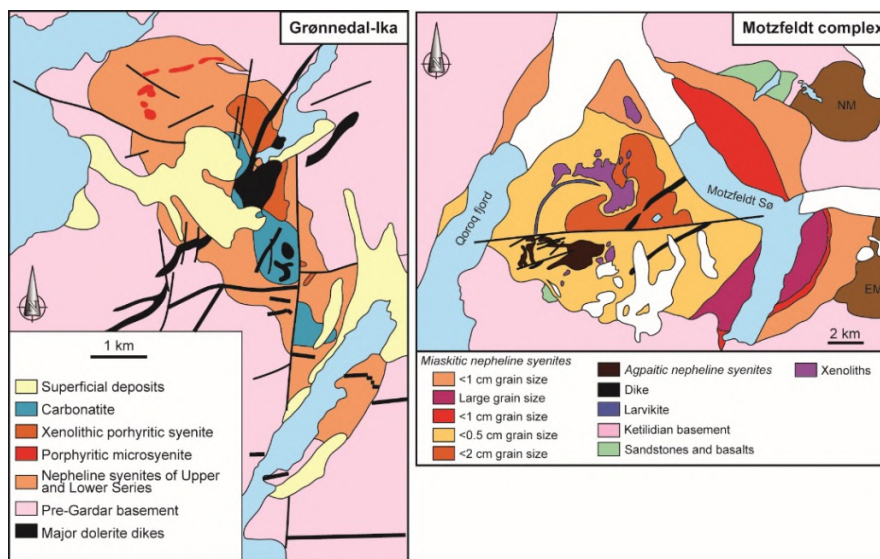 Grønnedal-Ika
N
1 km
Superficial deposits
Carbonatite
Xenolithic porhyritic syenite
Porphyritic microsyenite
Nepheline syenites of Upper
and Lower Series
Pre-Gardar basement
Major dolerite dikes
Motzfeldt complex
N
NM
Qoroq fjord
Motzfeldt Sø
EM
2 km
Miaskitic nepheline syenites
<1 cm grain size
Large grain size
<1 cm grain size
<0.5 cm grain size
<2 cm grain size
Agpaitic nepheline syenites
Dike
Larvikite
Ketilidian basement
Sandstones and basalts
Xenoliths